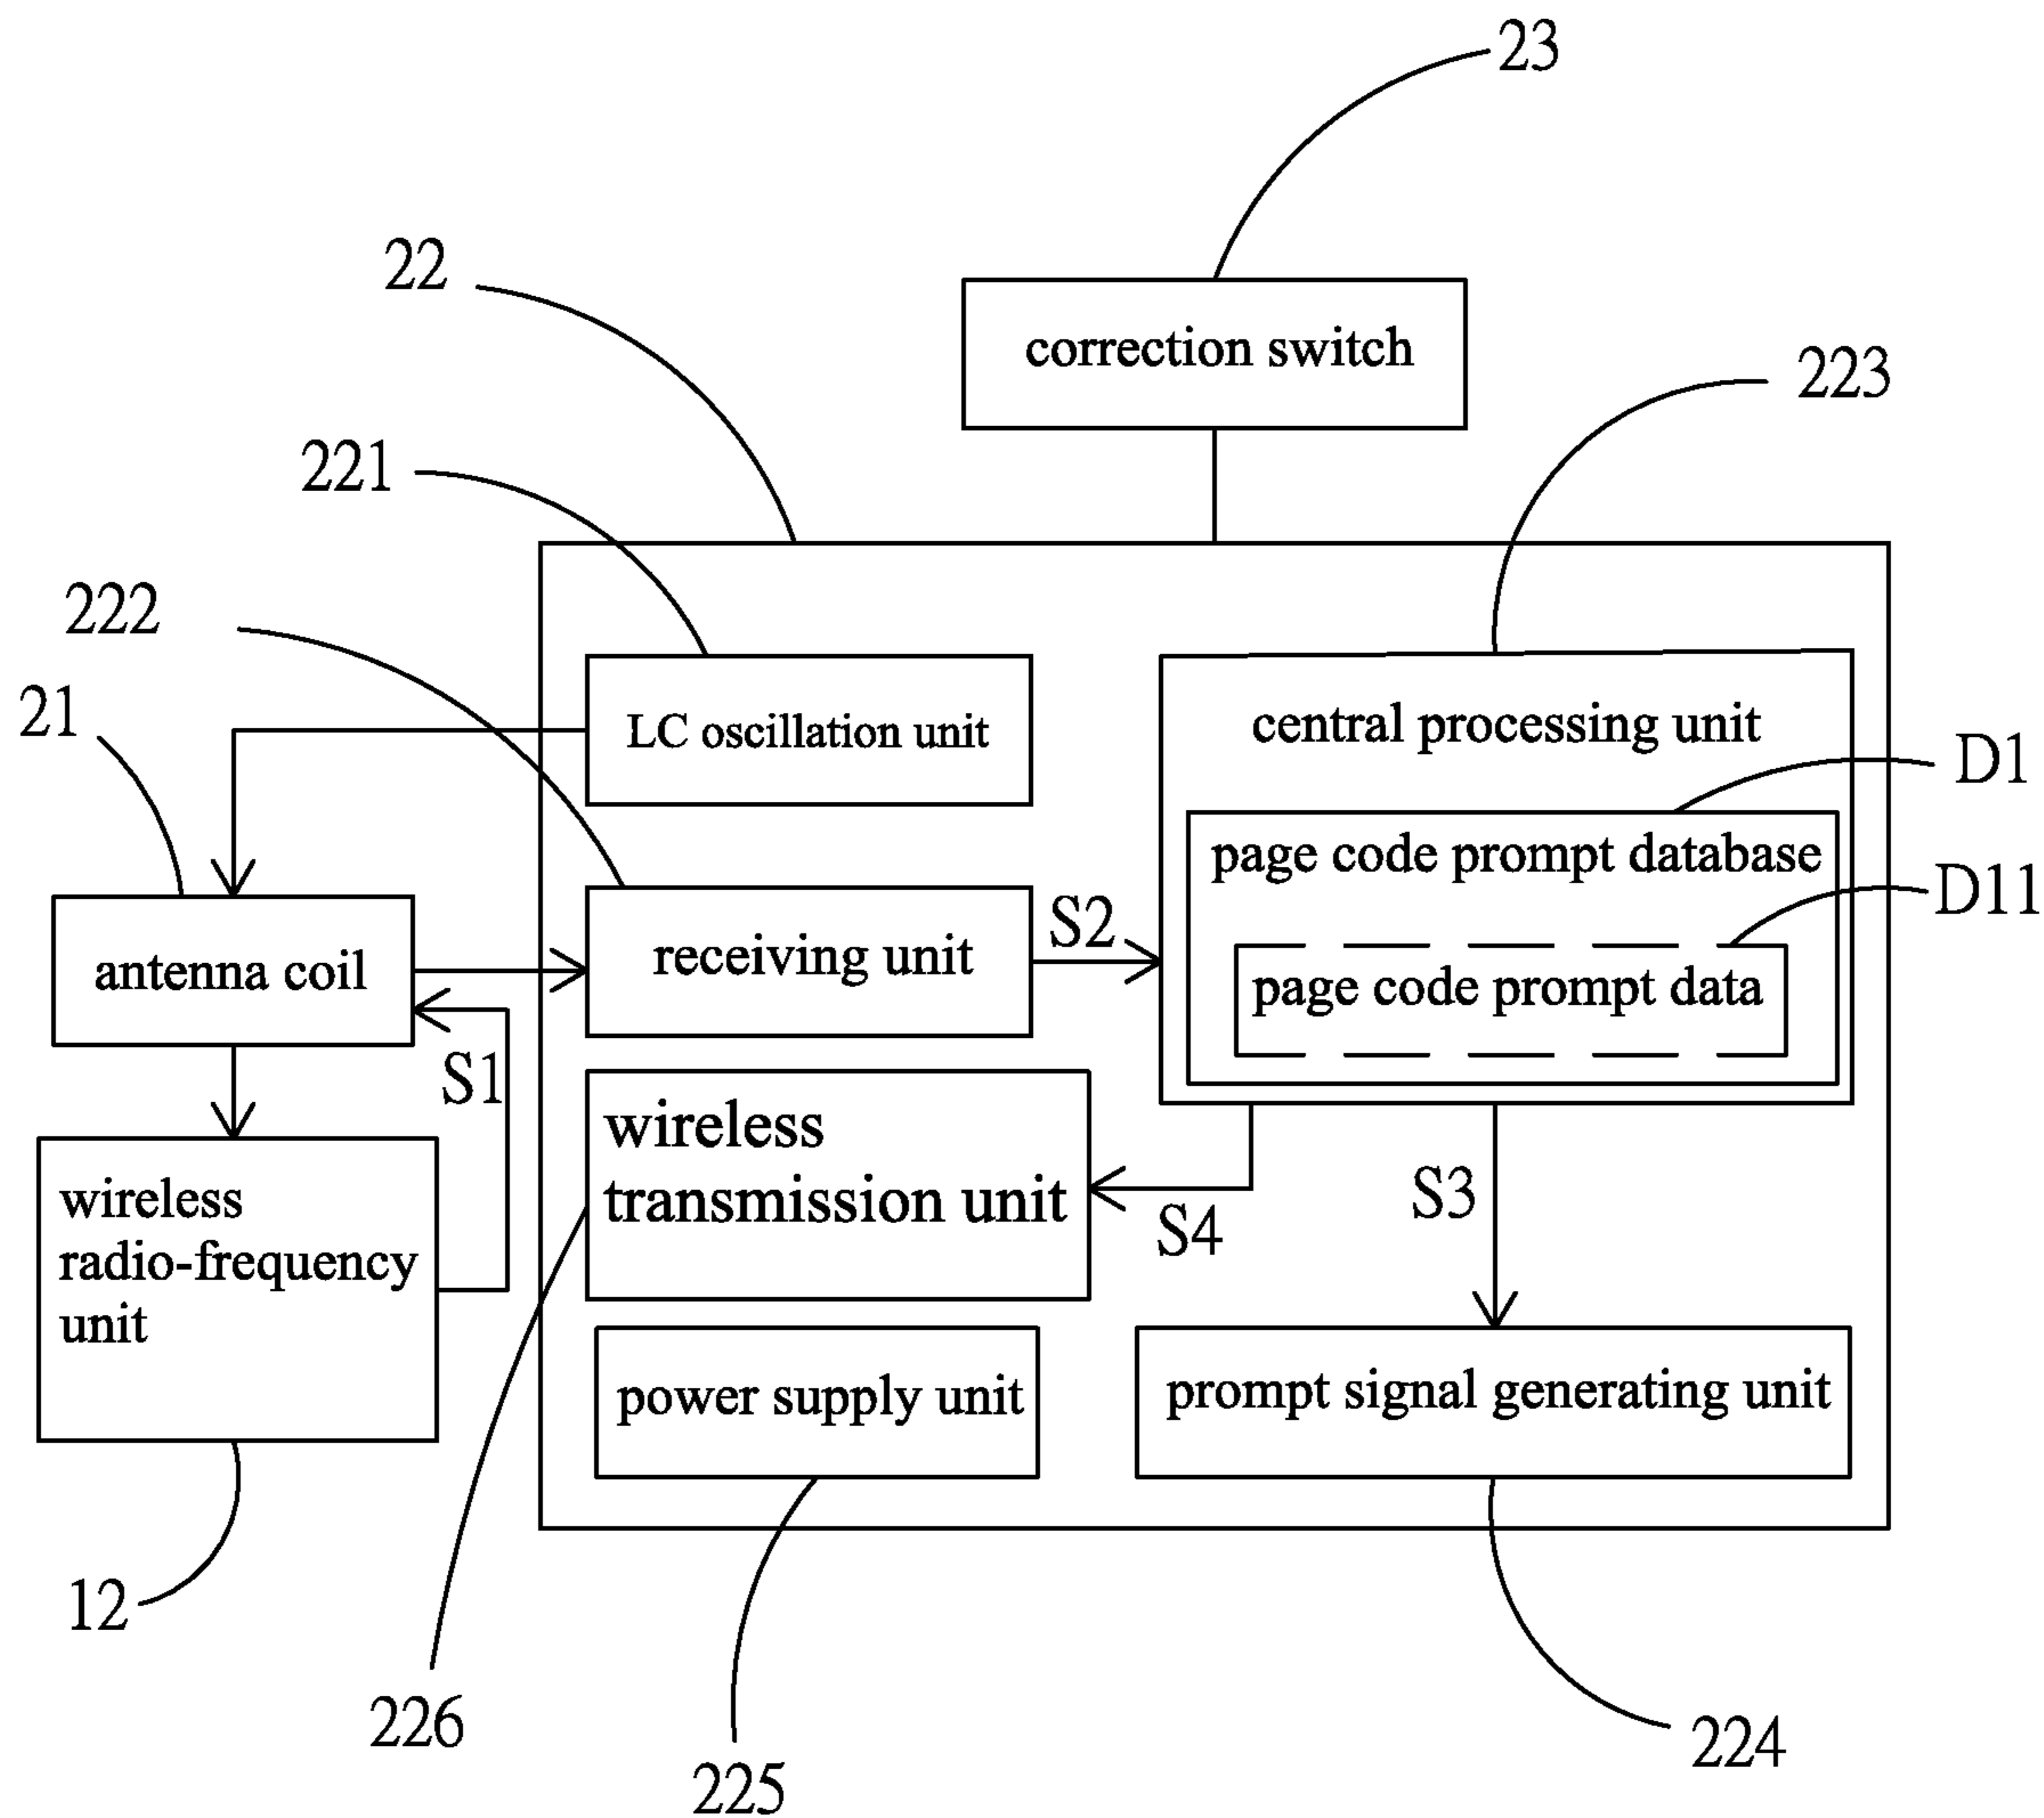 23
22
correction switch
223
221
222
21
LC oscillation unit
central processing unit
D1
page code prompt database
D11
antenna coil
receiving unit
S2
page code prompt data
S1
wireless
transmission unit
S4
S3
wireless
radio-frequency
unit
power supply unit
prompt signal generating unit
12
226
225
224